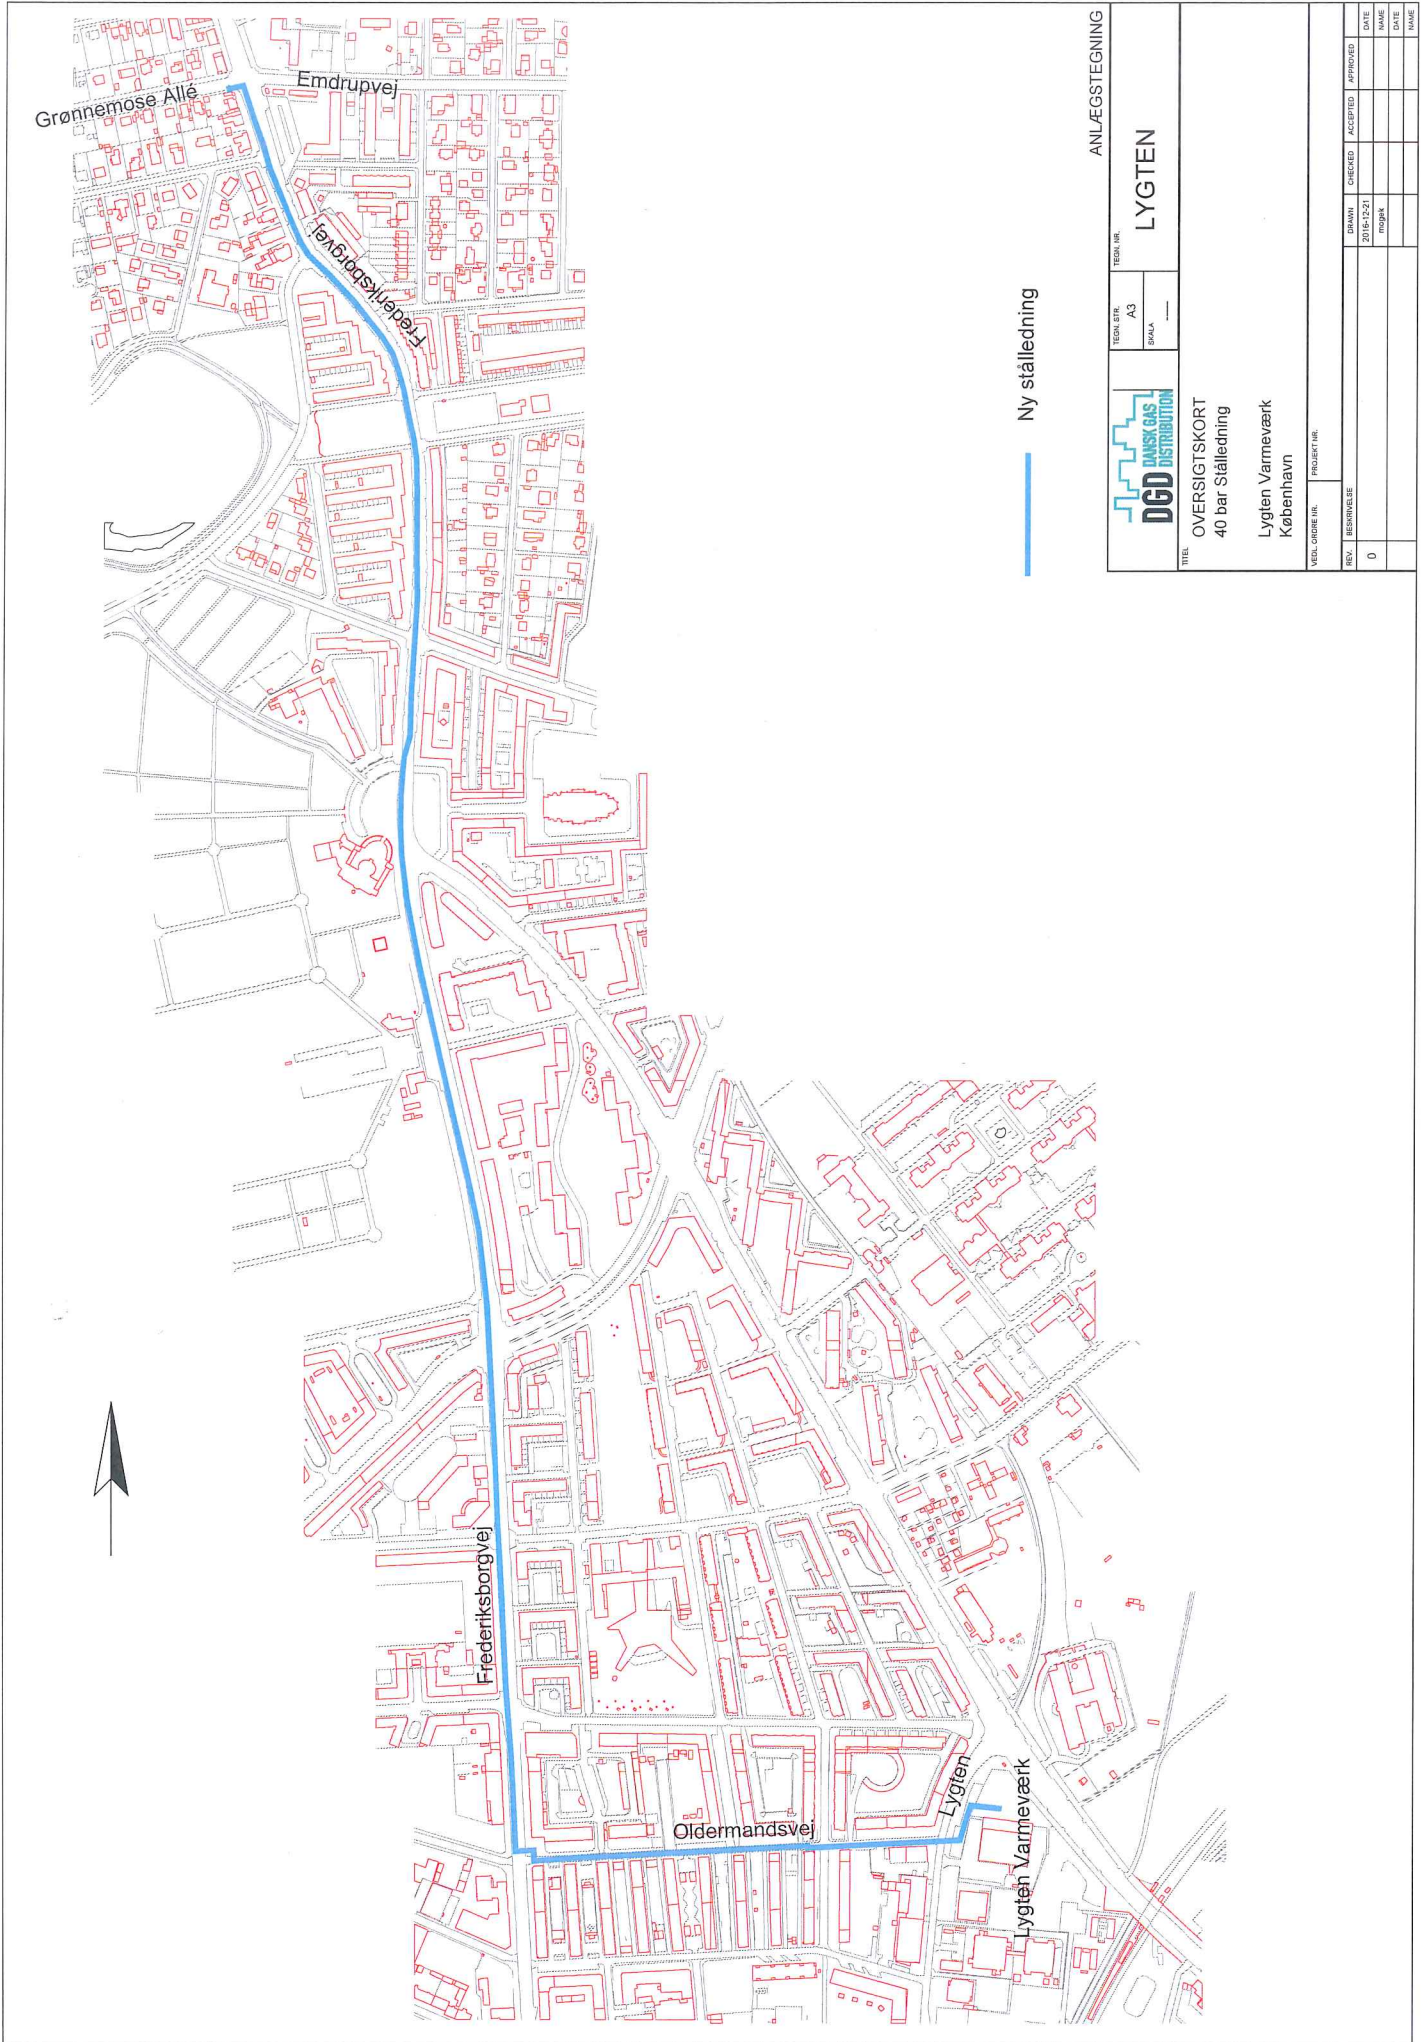 Grønnemose Allé
Emdrupvej
Frederiksborgvej
Frederiksborgvej
Oldermandsvej
Lygten
Lygten Varmeværk
Ny stålledning
ANLÆGSTEGNING
DGD DANSK GAS
DISTRIBUTION
TEGN. STR.
A3
SKALA
TEGN. NR.
LYGTEN
TITEL
OVERSIGTSKORT
40 bar Stålledning
Lygten Varmeværk
København
VEDL. ORDRE NR.
PROJEKT NR.
REV. BESKRIVELSE DRAWN CHECKED ACCEPTED APPROVED
0 2016-12-21 DATE
mogek NAME
DATE
NAME